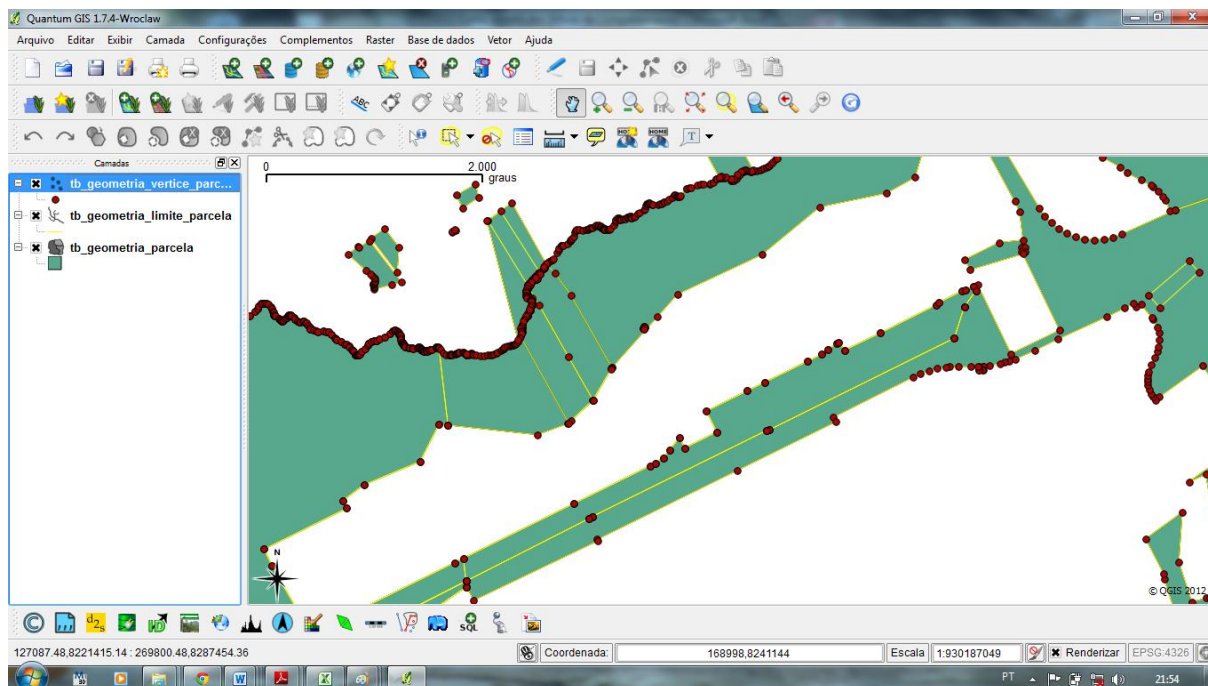 Quantum GIS 1.7.4-Wroclaw
Arquivo Editar Exibir Camada Configurações Complementos Raster Base de dados Vetor Ajuda
Camadas
tb_geometria_vertice_parc...
tb_geometria_limite_parcela
tb_geometria_parcela
0 2.000
graus
N
© QGIS 2012
127087.48,8221415.14 : 269800.48,8287454.36
Coordenada: 168998,8241144 Escala 1:930187049 Renderizar EPSG:4326
PT 21:54